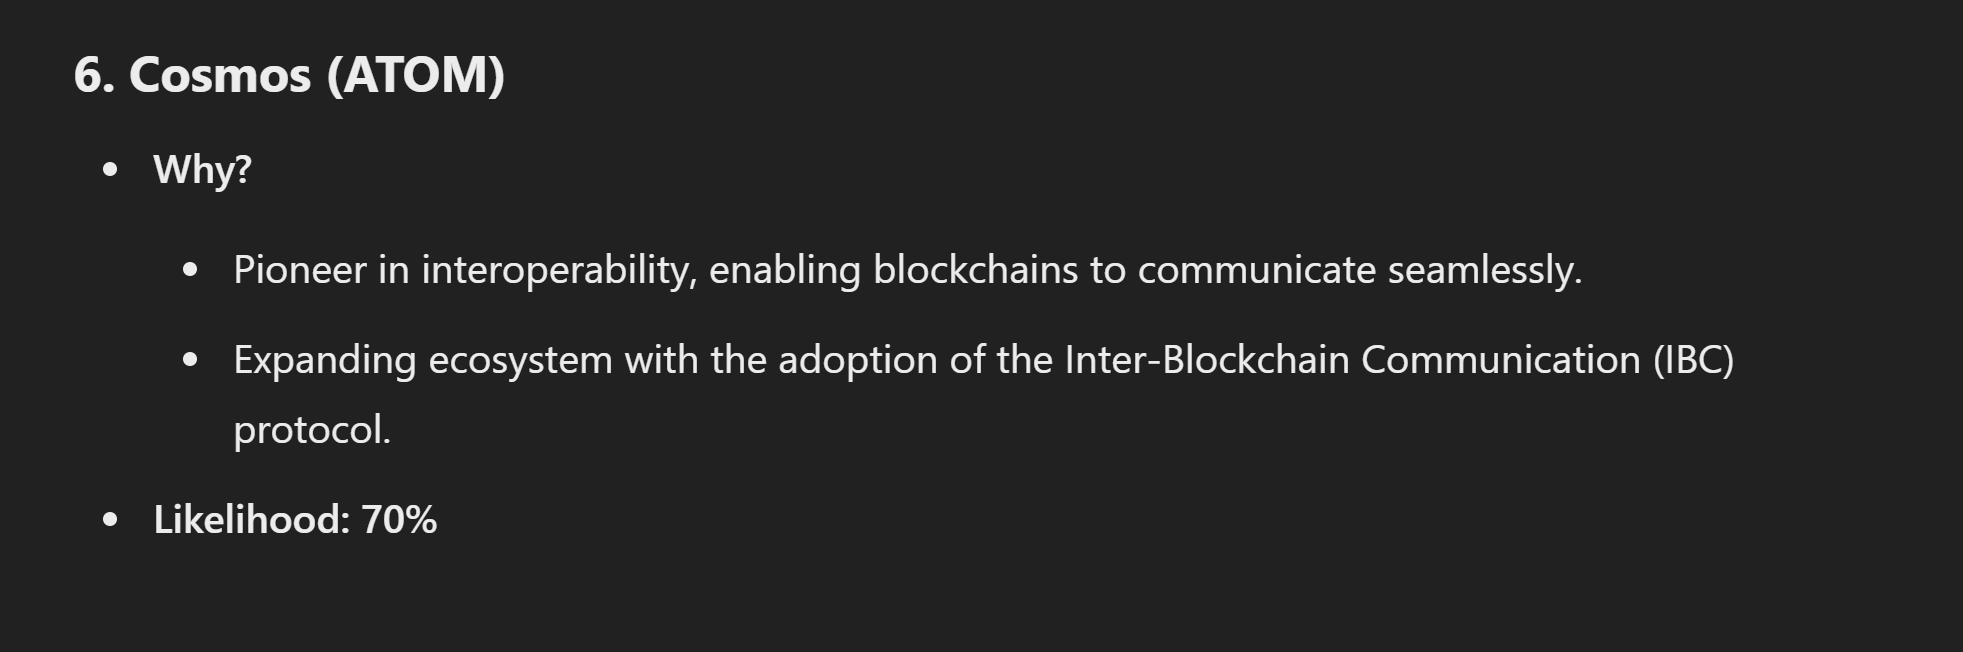 6. Cosmos (ATOM)
• Why?
• Pioneer in interoperability, enabling blockchains to communicate seamlessly.
• Expanding ecosystem with the adoption of the Inter-Blockchain Communication (IBC)
protocol.
• Likelihood: 70%